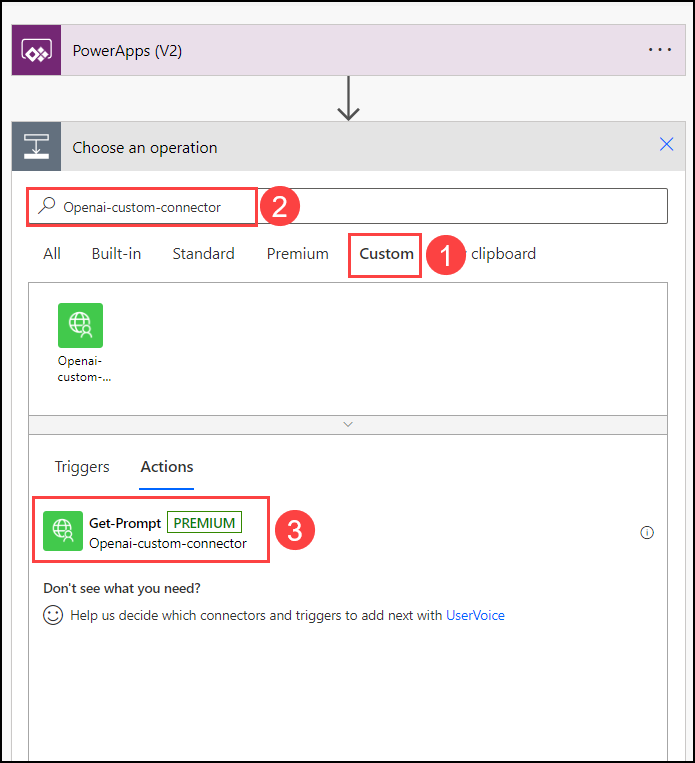 PowerApps (V2)
Choose an operation
Openai-custom-connector
2
All Built-in Standard Premium Custom 1 clipboard
Openai-
custom-...
Triggers Actions
Get-Prompt PREMIUM
Openai-custom-connector
3
Don't see what you need?
Help us decide which connectors and triggers to add next with UserVoice